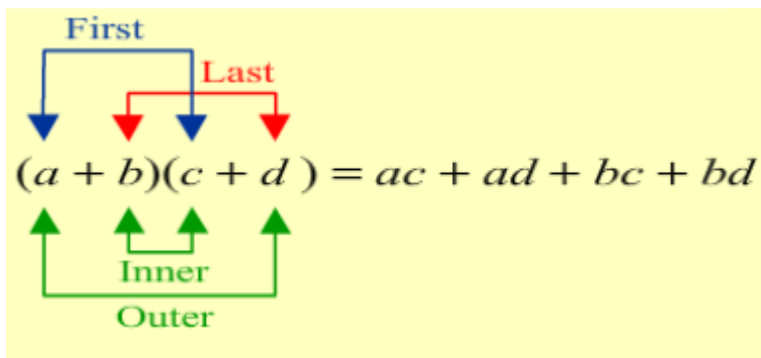 First
Last
(a + b)(c + d ) = ac + ad + bc + bd
Inner
Outer